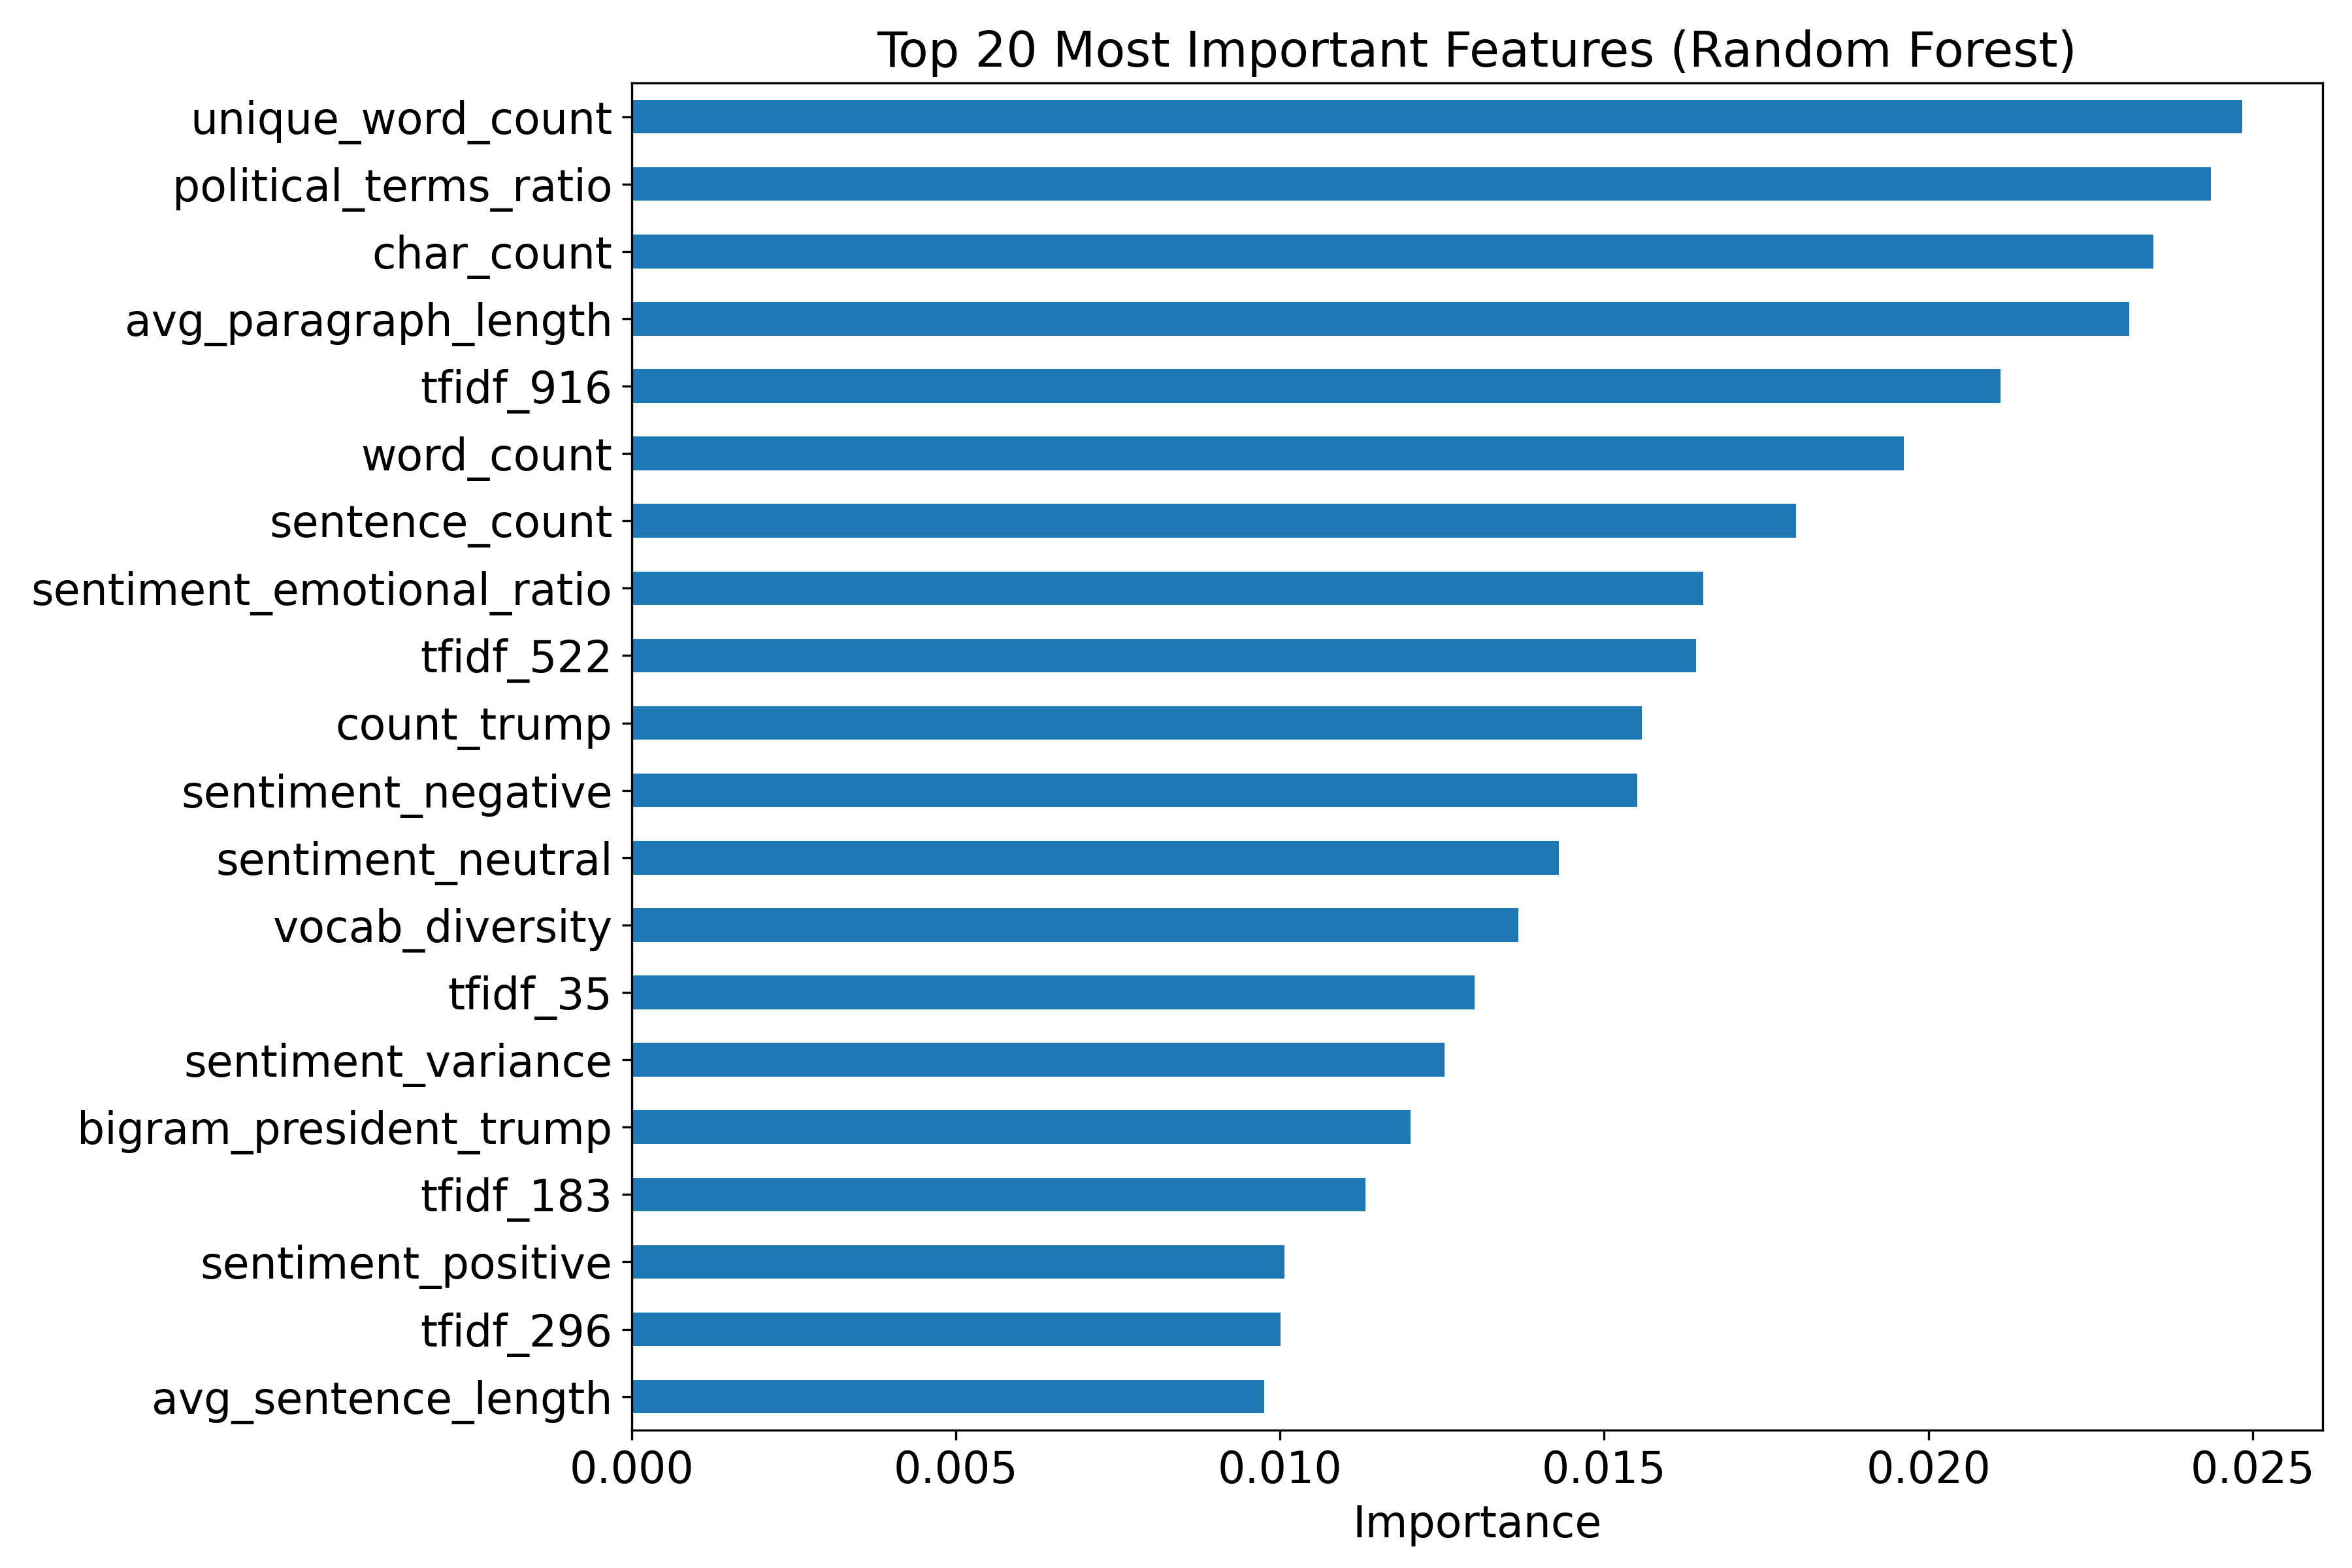 Top 20 Most Important Features (Random Forest)
unique_word_count
political_terms_ratio
char_count
avg_paragraph_length
tfidf_916
word_count
sentence_count
sentiment_emotional_ratio
tfidf_522
count_trump
sentiment_negative
sentiment_neutral
vocab_diversity
tfidf_35
sentiment_variance
bigram_president_trump
tfidf_183
sentiment_positive
tfidf_296
avg_sentence_length
0.000 0.005 0.010 0.015 0.020 0.025
Importance